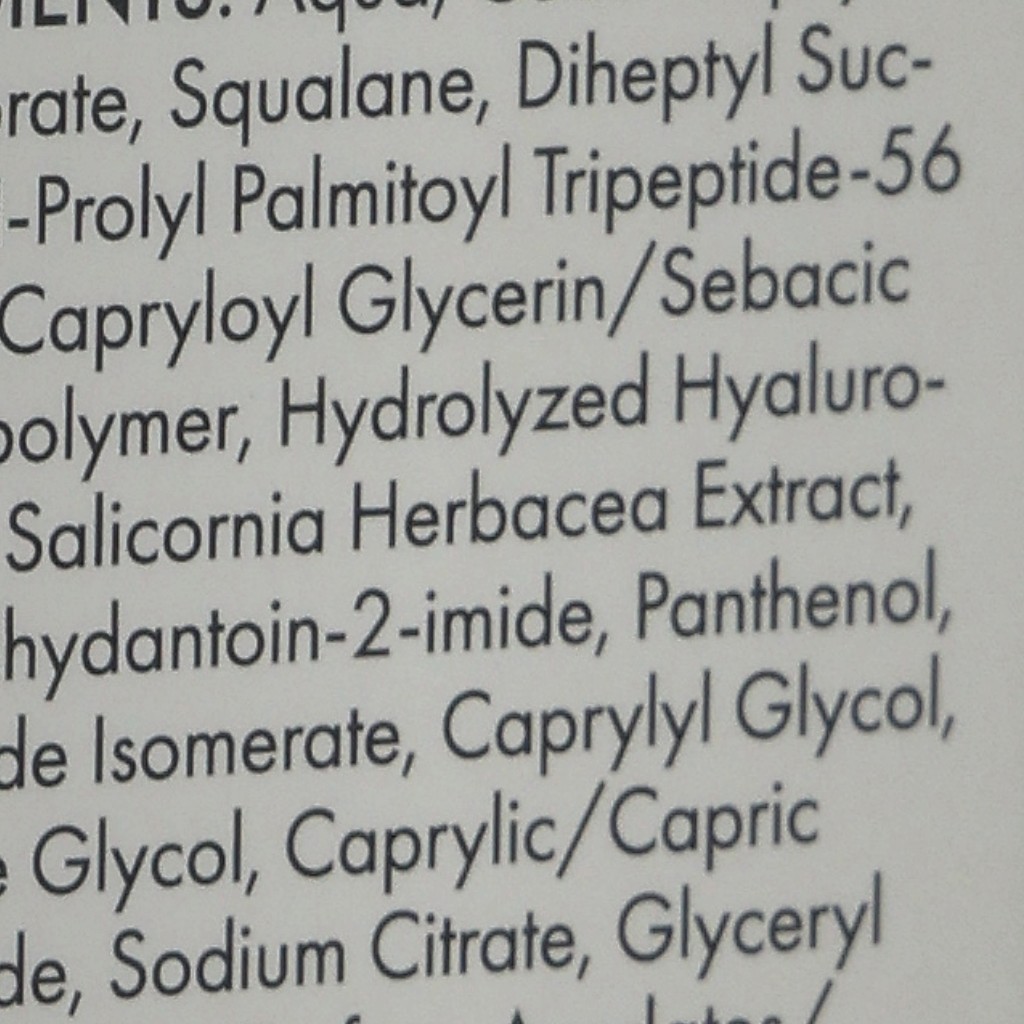 Aqua,
Squalane, Diheptyl Suc-
-Prolyl Palmitoyl Tripeptide-56
Capryloyl Glycerin/Sebacic
polymer, Hydrolyzed Hyaluro-
Salicornia Herbacea Extract,
hydantoin-2-imide, Panthenol,
de Isomerate, Caprylyl Glycol,
Glycol, Caprylic/Capric
de, Sodium Citrate, Glyceryl